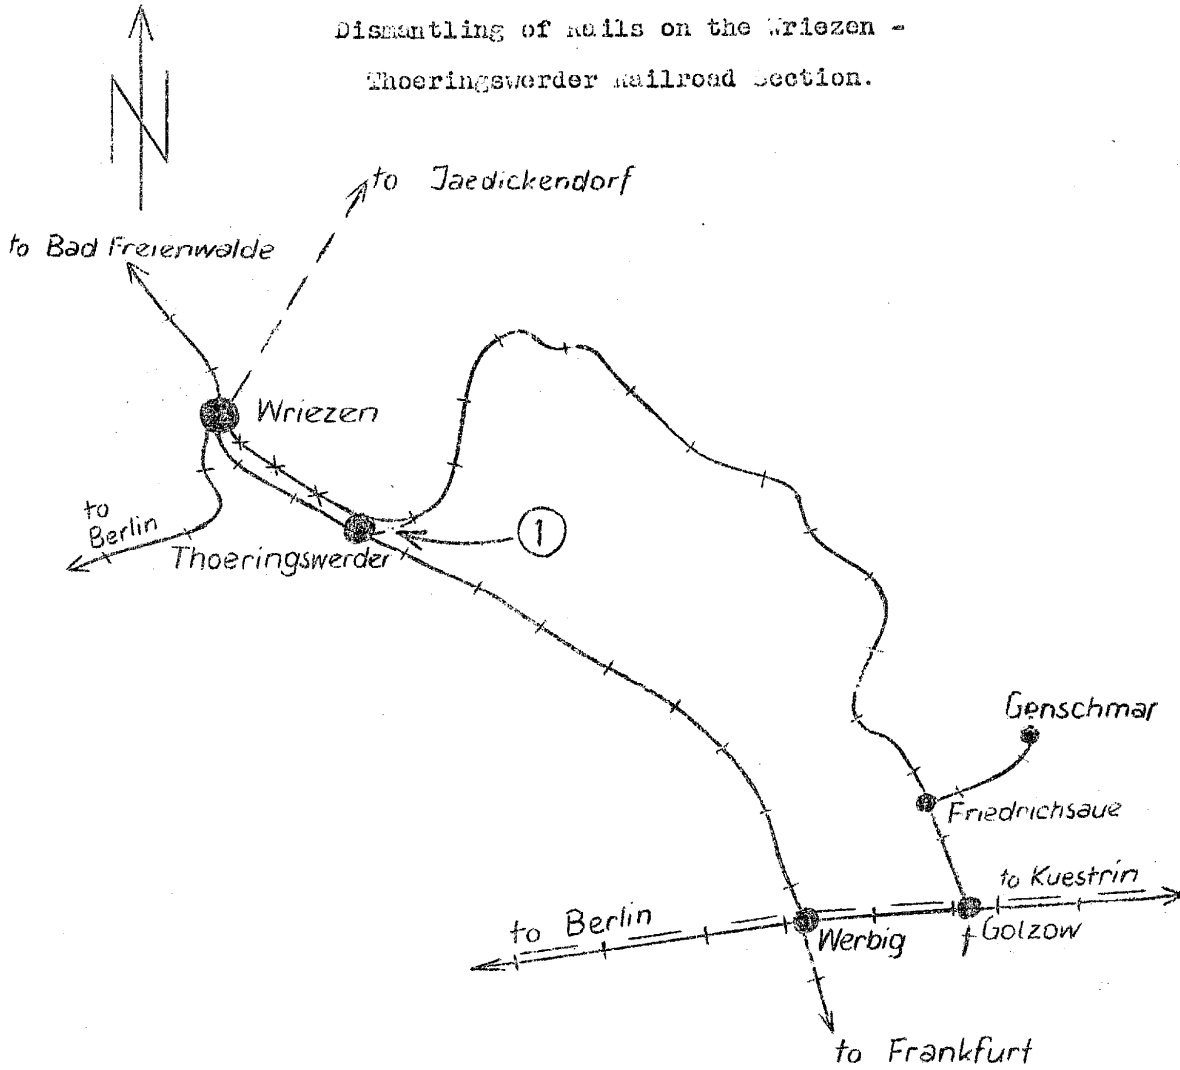 Dismantling of Rails on the Wriezen -
Thoeringswerder Railroad Section.
N
to Jaedickendorf
to Bad Freienwalde
Wriezen
to
Berlin
1
Thoeringswerder
Genschmar
Friedrichsaue
to Kuestrin
to Berlin
Werbig
Golzow
to Frankfurt